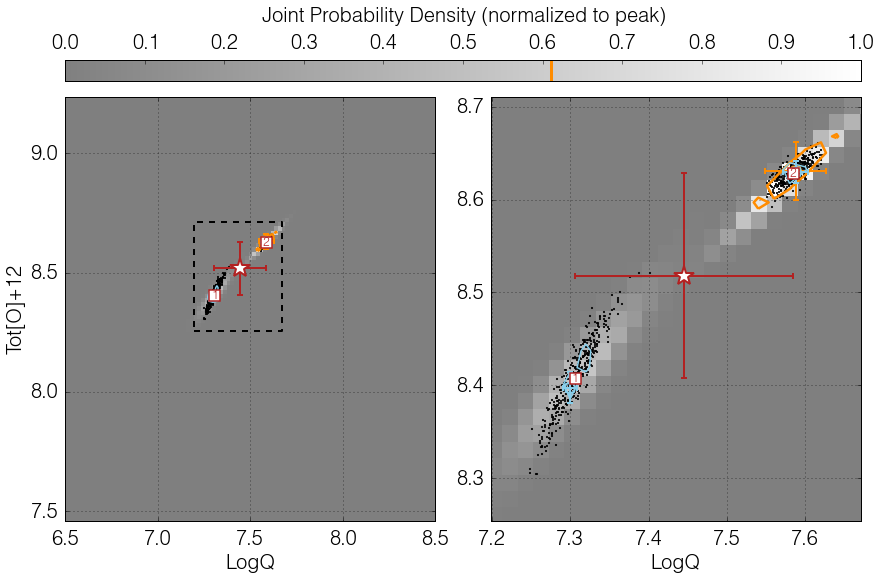 Joint Probability Density (normalized to peak)
0.0 0.1 0.2 0.3 0.4 0.5 0.6 0.7 0.8 0.9 1.0
Tot[O]+12
9.0
8.5
8.0
7.5
2
1
6.5 7.0 7.5 8.0 8.5
LogQ
8.7
8.6
8.5
8.4
8.3
2
1
7.2 7.3 7.4 7.5 7.6
LogQ